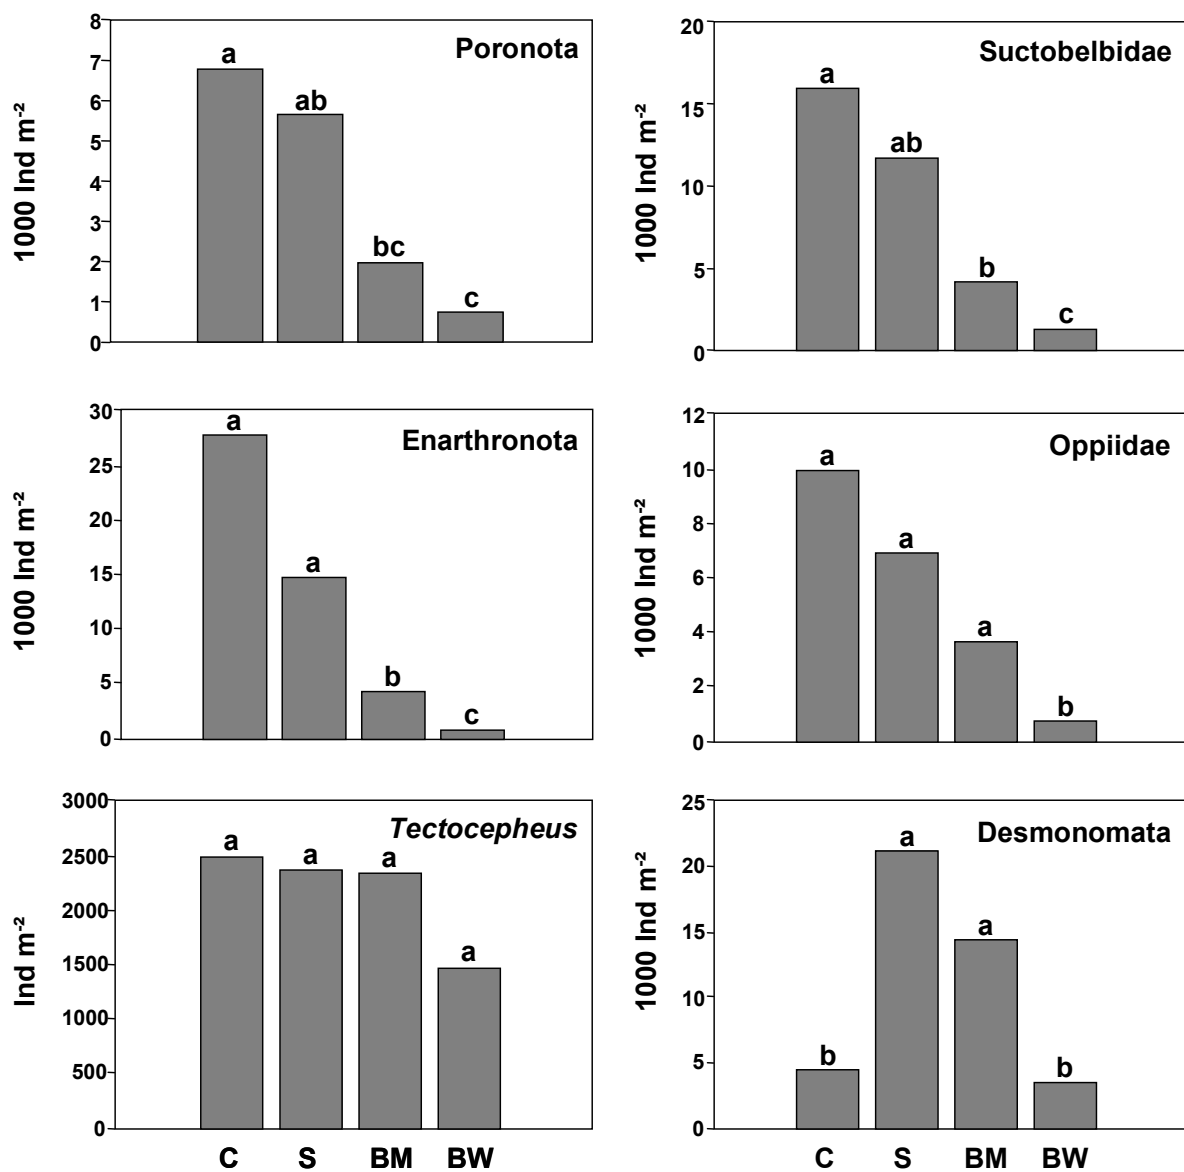 Poronota
1000 Ind m⁻²
8
7
6
5
4
3
2
1
0
a
ab
bc
c
Suctobelbidae
1000 Ind m⁻²
20
15
10
5
0
a
ab
b
c
Enarthronota
1000 Ind m⁻²
30
25
20
15
10
5
0
a
a
b
c
Oppiidae
1000 Ind m⁻²
12
10
8
6
4
2
0
a
a
a
b
Tectocepheus
Ind m⁻²
3000
2500
2000
1500
1000
500
0
a
a
a
a
C S BM BW
Desmonomata
1000 Ind m⁻²
25
20
15
10
5
0
b
a
a
b
C S BM BW